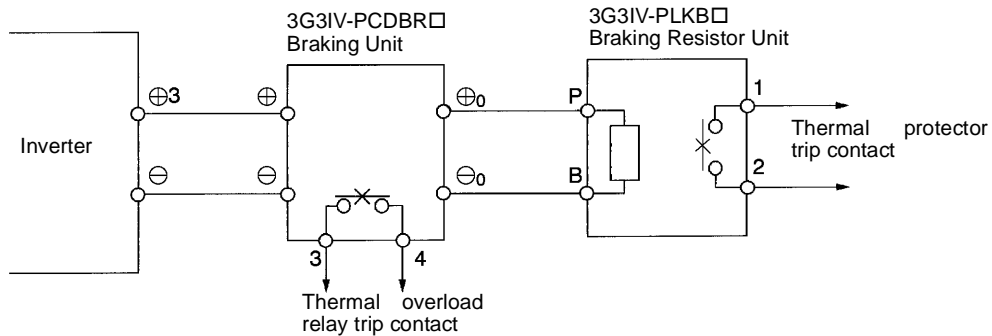 3G3IV-PCDBR□
Braking Unit
3G3IV-PLKB□
Braking Resistor Unit
⊕3
⊕
⊕0
P
1
Inverter
Thermal protector
trip contact
⊖
⊖
⊖0
B
2
3
4
Thermal overload
relay trip contact